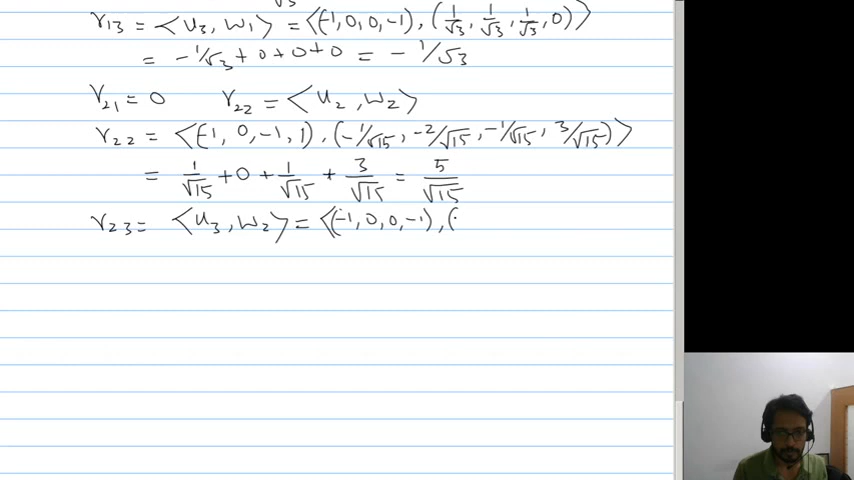 √3
r₁₃ = <u₃, w₁> = <(-1, 0, 0, -1), (1/√3, 1/√3, 1/√3, 0)>
= -1/√3 + 0 + 0 + 0 = - 1/√3
r₂₁ = 0 r₂₂ = <u₂, w₂>
r₂₂ = <(-1, 0, -1, 1), (-1/√15, -2/√15, -1/√15, 3/√15)>
= 1/√15 + 0 + 1/√15 + 3/√15 = 5/√15
r₂₃ = <u₃, w₂> = <(-1, 0, 0, -1), (